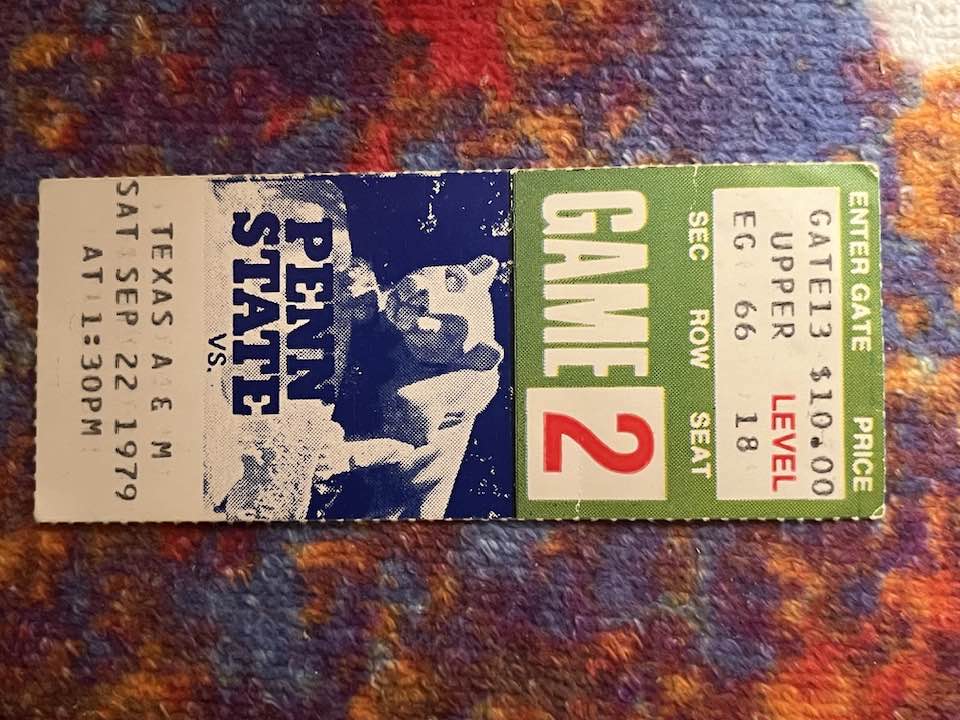 ENTER GATE PRICE
GATE13 $10.00
UPPER LEVEL
EG 66 18
SEC ROW SEAT
GAME 2
PENN
STATE
VS.
TEXAS A & M
SAT SEP 22 1979
AT 1:30PM